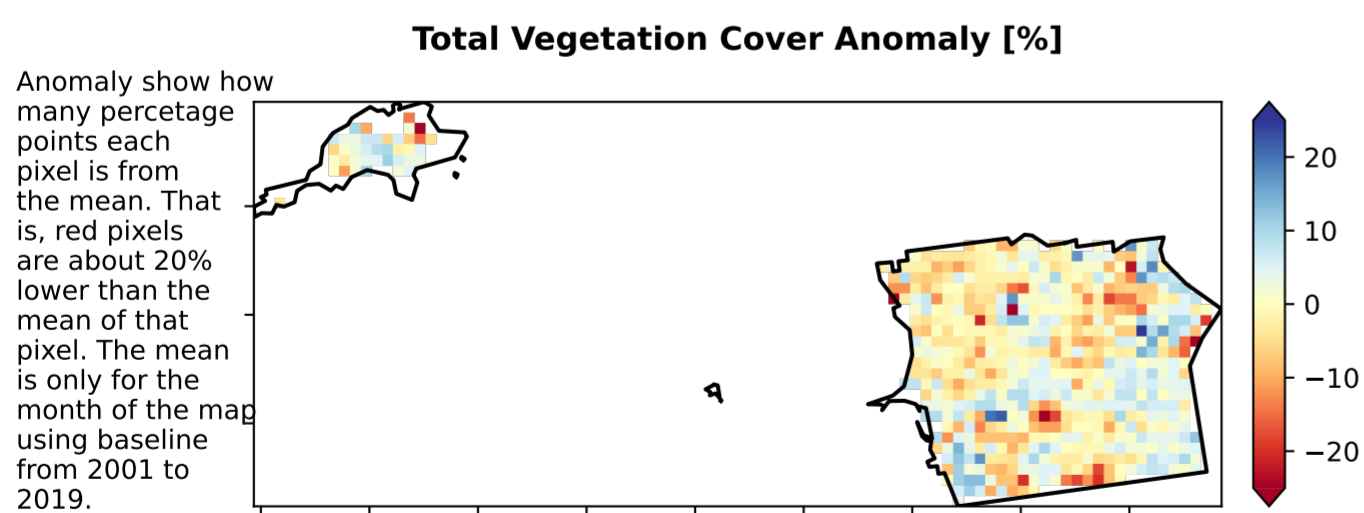 Total Vegetation Cover Anomaly [%]
Anomaly show how
many percetage
points each
pixel is from
the mean. That
is, red pixels
are about 20%
lower than the
mean of that
pixel. The mean
is only for the
month of the map
using baseline
from 2001 to
2019.
20
10
0
−10
−20